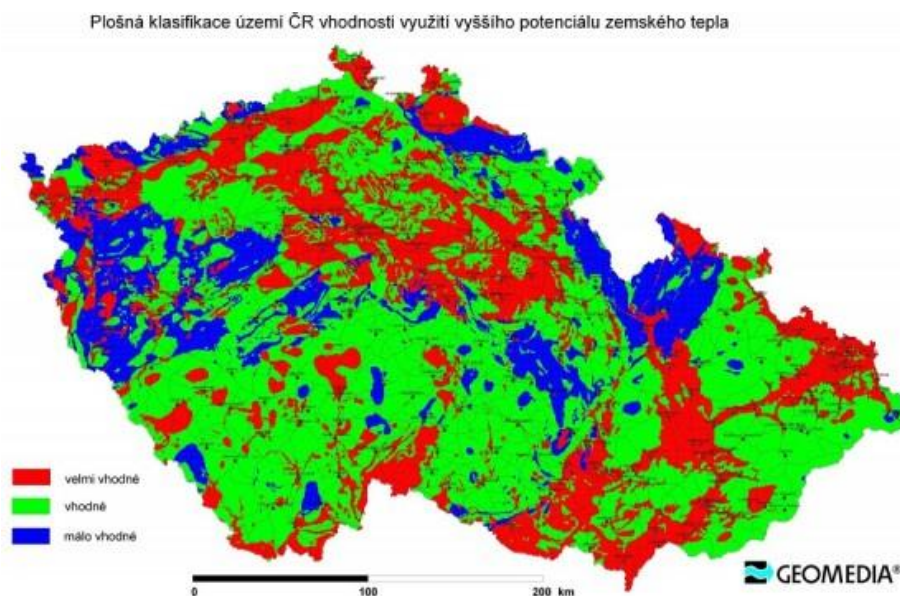 Plošná klasifikace území ČR vhodnosti využití vyššího potenciálu zemského tepla
velmi vhodné
vhodné
málo vhodné
0 100 200 km
GEOMEDIA®